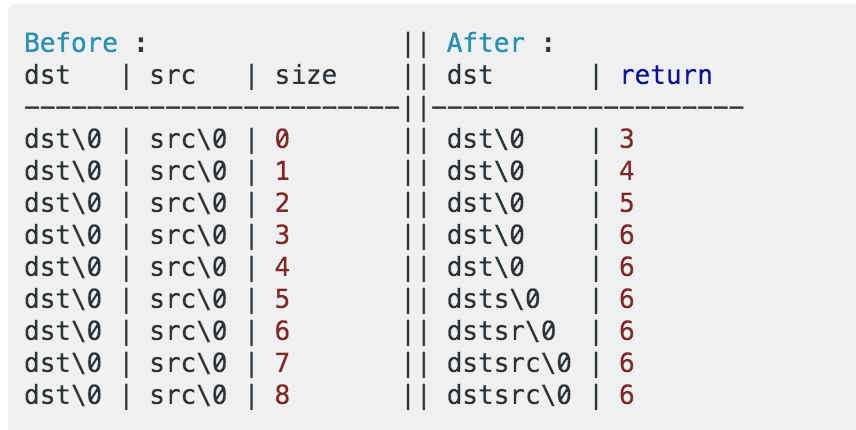 Before :                || After :
dst   | src   | size    || dst      | return
------------------------||--------------------
dst\0 | src\0 | 0       || dst\0    | 3
dst\0 | src\0 | 1       || dst\0    | 4
dst\0 | src\0 | 2       || dst\0    | 5
dst\0 | src\0 | 3       || dst\0    | 6
dst\0 | src\0 | 4       || dst\0    | 6
dst\0 | src\0 | 5       || dsts\0   | 6
dst\0 | src\0 | 6       || dstsr\0  | 6
dst\0 | src\0 | 7       || dstsrc\0 | 6
dst\0 | src\0 | 8       || dstsrc\0 | 6